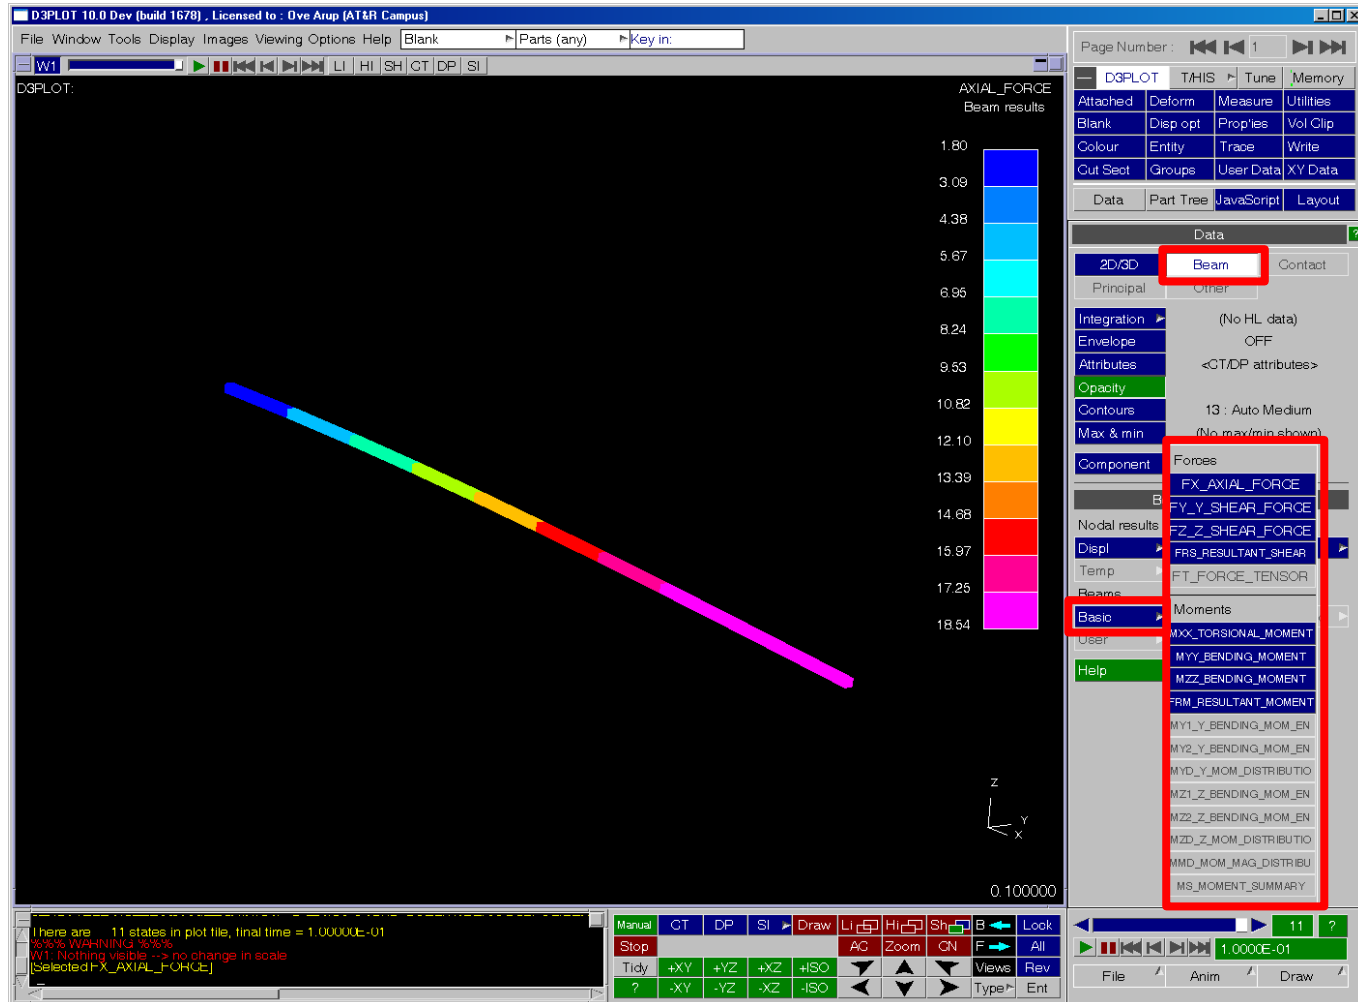 D3PLOT 10.0 Dev (build 1678) , Licensed to : Ove Arup (AT&R Campus)
File Window Tools Display Images Viewing Options Help Blank Parts (any) Key in:
Page Number : 1
W1 LI HI SH CT DP SI
D3PLOT T/HIS Tune Memory
D3PLOT:
AXIAL_FORCE
Beam results
Attached Deform Measure Utilities
Blank Disp opt Prop'ies Vol Clip
Colour Entity Trace Write
Cut Sect Groups User Data XY Data
Data Part Tree JavaScript Layout
Data ?
2D/3D Beam Contact
Principal Other
Integration (No HL data)
Envelope OFF
Attributes <CT/DP attributes>
Opacity
Contours 13 : Auto Medium
Max & min (No max/min shown)
Component
Forces
FX_AXIAL_FORCE
B
FY_Y_SHEAR_FORCE
Nodal results
FZ_Z_SHEAR_FORCE
Displ
FRS_RESULTANT_SHEAR
Temp
FT_FORCE_TENSOR
Beams
Basic
Moments
User
MXX_TORSIONAL_MOMENT
MYY_BENDING_MOMENT
Help
MZZ_BENDING_MOMENT
FRM_RESULTANT_MOMENT
MY1_Y_BENDING_MOM_EN
MY2_Y_BENDING_MOM_EN
MYD_Y_MOM_DISTRIBUTIO
MZ1_Z_BENDING_MOM_EN
MZ2_Z_BENDING_MOM_EN
MZD_Z_MOM_DISTRIBUTIO
MMD_MOM_MAG_DISTRIBU
MS_MOMENT_SUMMARY
1.80
3.09
4.38
5.67
6.95
8.24
9.53
10.82
12.10
13.39
14.68
15.97
17.25
18.54
Z
Y
X
0.100000
There are 11 states in plot file, final time = 1.00000E-01
%%% WARNING %%%
W1: Nothing visible --> no change in scale
[Selected FX_AXIAL_FORCE]
Manual CT DP SI Draw Li Hi Sh B Lock
Stop AC Zoom CN F All
Tidy +XY +YZ +XZ +ISO Views Rev
? -XY -YZ -XZ -ISO Type Ent
11 ?
1.0000E-01
File Anim Draw